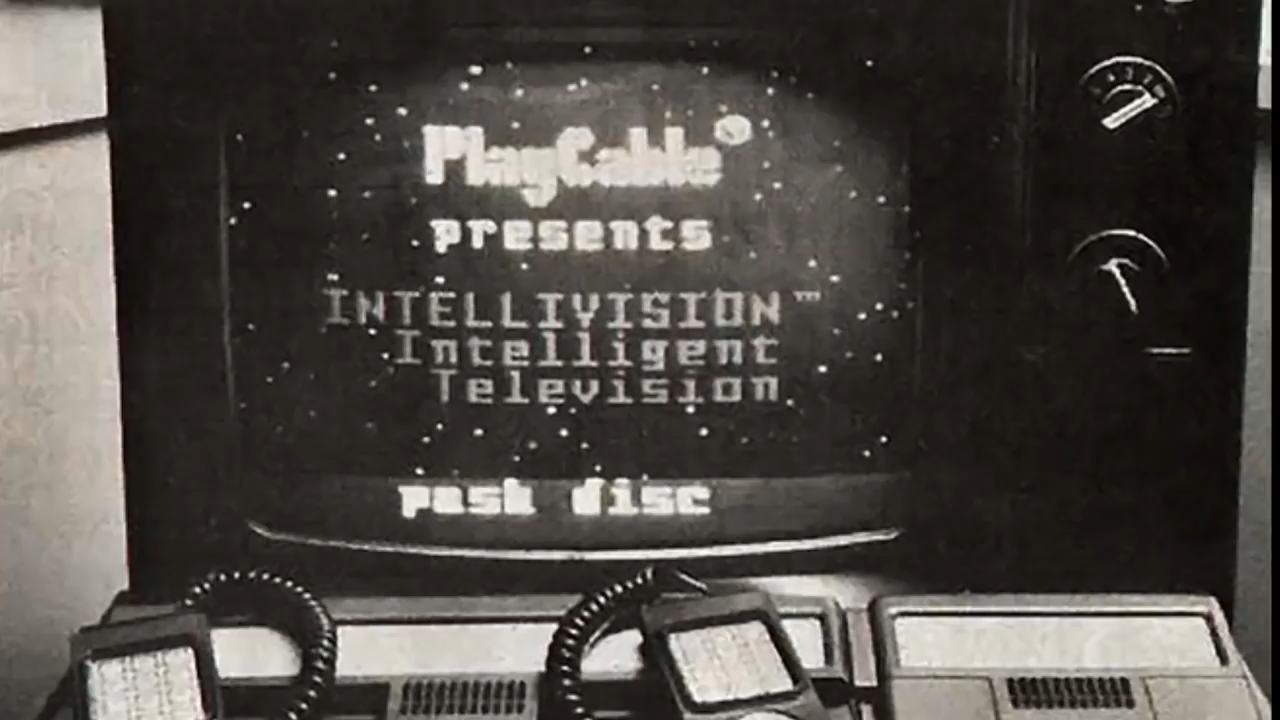 PlayCable®
presents
INTELLIVISION™
Intelligent
Television
push disc